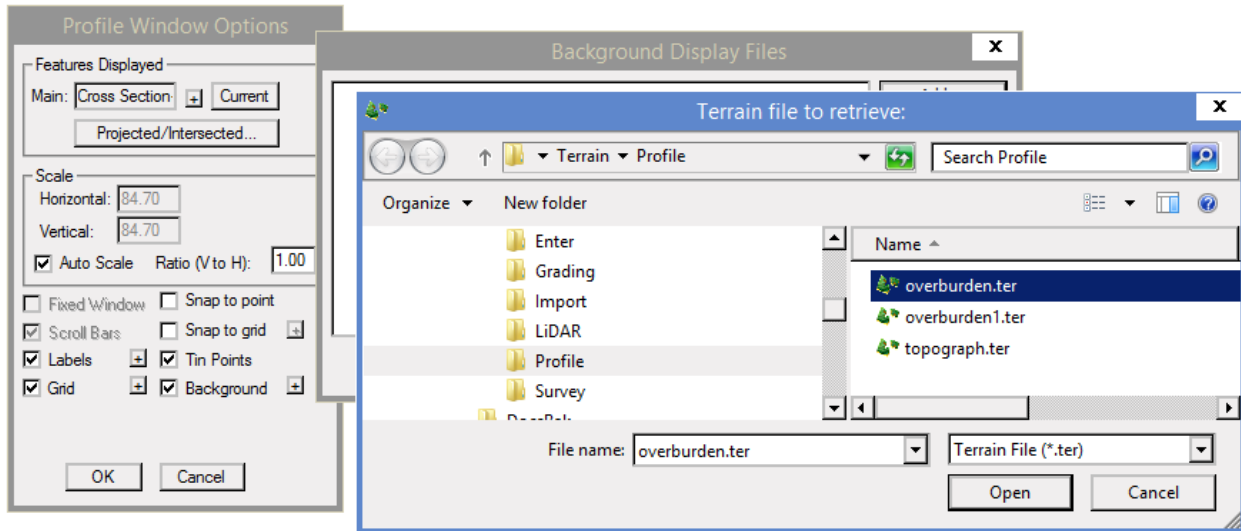 Profile Window Options
Features Displayed
Main: Cross Section- + Current
Projected/Intersected...
Scale
Horizontal: 84.70
Vertical: 84.70
Auto Scale Ratio (V to H): 1.00
Fixed Window Snap to point
Scroll Bars Snap to grid +
Labels + Tin Points
Grid + Background +
OK Cancel
Background Display Files x
Terrain file to retrieve: x
Terrain Profile Search Profile
Organize New folder
Enter
Grading
Import
LiDAR
Profile
Survey
Name
overburden.ter
overburden1.ter
topograph.ter
File name: overburden.ter Terrain File (*.ter)
Open Cancel